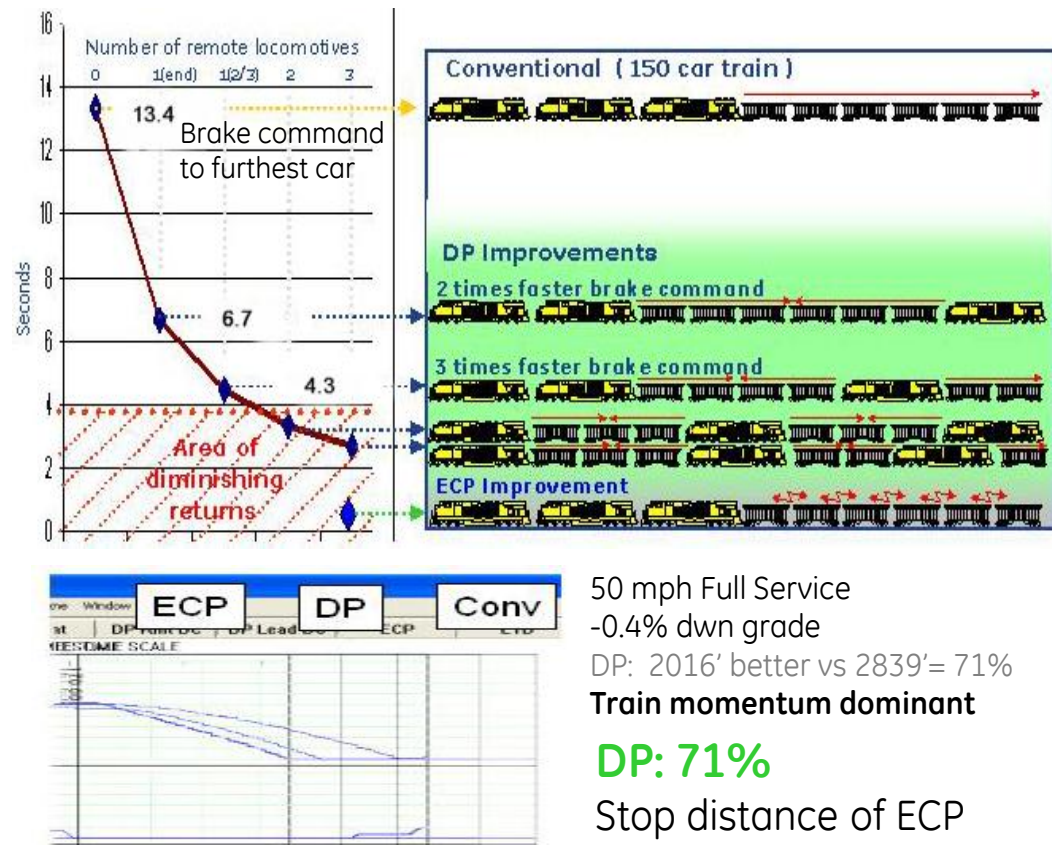 16
14
12
10
8
6
4
2
0
Seconds
Number of remote locomotives
0 1(end) 1(2/3) 2 3
13.4
Brake command
to furthest car
6.7
4.3
Area of
diminishing
returns
Conventional ( 150 car train )
DP Improvements
2 times faster brake command
3 times faster brake command
ECP Improvement
Window
ECP
DP
Conv
DP Lead
ECP
SCALE
50 mph Full Service
-0.4% dwn grade
DP: 2016’ better vs 2839’= 71%
Train momentum dominant
DP: 71%
Stop distance of ECP